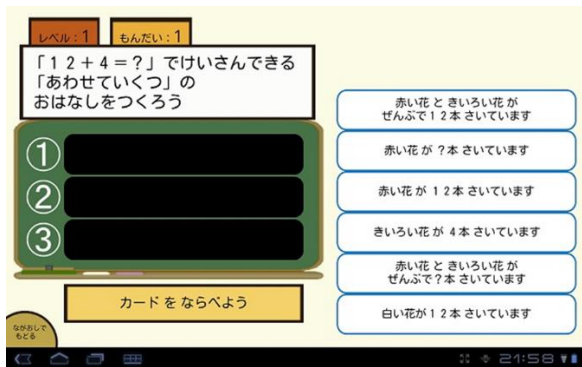 レベル：1
もんだい：1
「１２＋４＝？」でけいさんできる
「あわせていくつ」の
おはなしをつくろう
①
②
③
カード を ならべよう
赤い花 と きいろい花 が
ぜんぶで１２本 さいています
赤い花 が ？本 さいています
赤い花 が １２本 さいています
きいろい花 が ４本 さいています
赤い花 と きいろい花 が
ぜんぶで？本 さいています
白い花が１２本 さいています
ながおしで
もどる
21:58